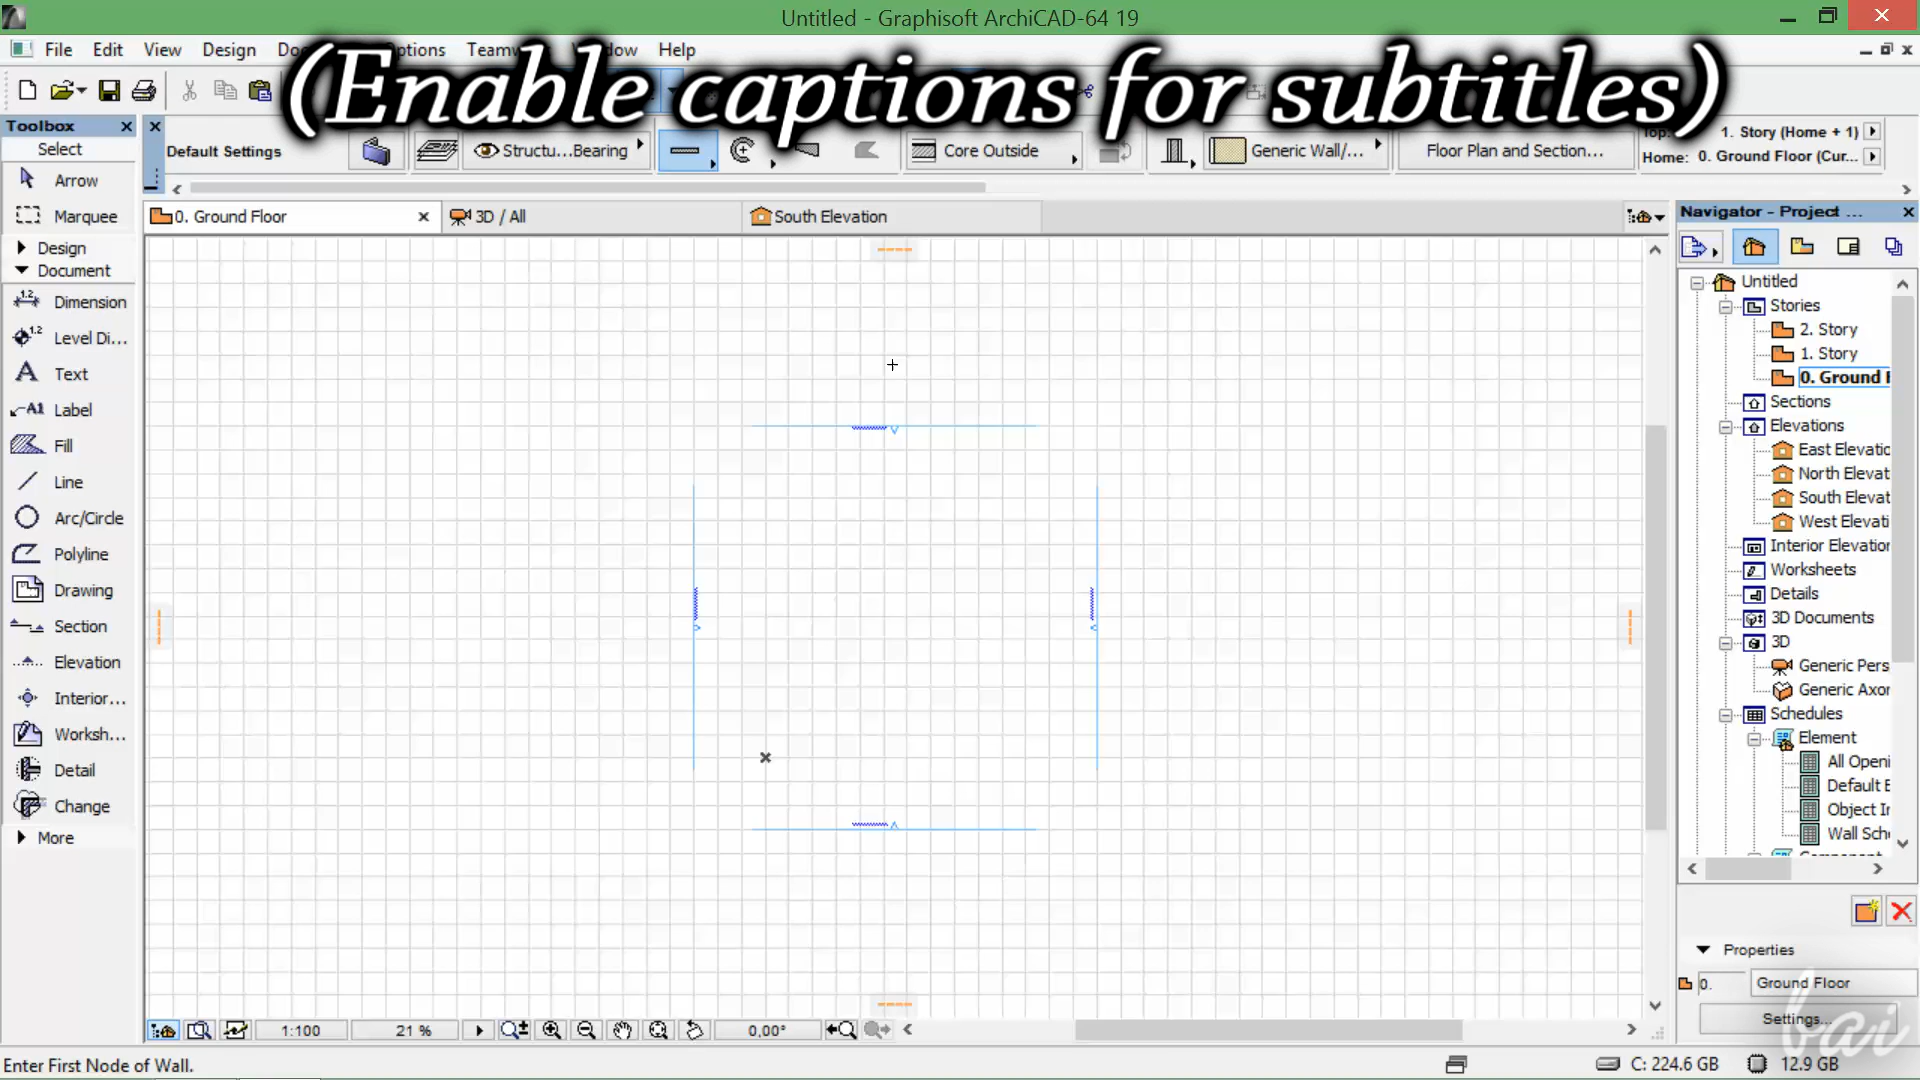 Untitled - Graphisoft ArchiCAD-64 19
File Edit View Design Options Window Help
(Enable captions for subtitles)
Toolbox
Select
Default Settings
Structu...Bearing
Core Outside
Generic Wall/...
Floor Plan and Section...
Top: 1. Story (Home + 1)
Home: 0. Ground Floor (Cur...
Arrow
Marquee
Design
Document
Dimension
Level Di...
Text
Label
Fill
Line
Arc/Circle
Polyline
Drawing
Section
Elevation
Interior...
Worksh...
Detail
Change
More
0. Ground Floor
3D / All
South Elevation
Navigator - Project ...
Untitled
Stories
2. Story
1. Story
0. Ground F
Sections
Elevations
East Elevatic
North Elevat
South Elevat
West Elevati
Interior Elevation
Worksheets
Details
3D Documents
3D
Generic Pers
Generic Axor
Schedules
Element
All Openi
Default E
Object In
Wall Sch
Properties
0. Ground Floor
Settings...
bai
1:100 21 % 0,00°
Enter First Node of Wall.
C: 224.6 GB 12.9 GB